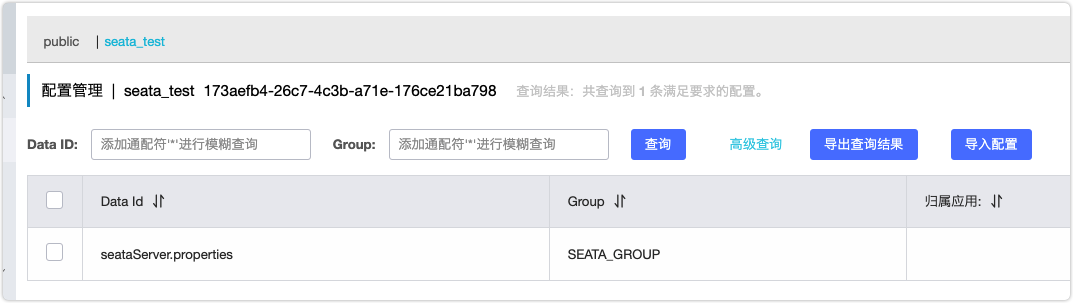 public | seata_test
配置管理 | seata_test 173aefb4-26c7-4c3b-a71e-176ce21ba798 查询结果：共查询到 1 条满足要求的配置。
Data ID: 添加通配符'*'进行模糊查询 Group: 添加通配符'*'进行模糊查询 查询 高级查询 导出查询结果 导入配置
Data Id Group 归属应用:
seataServer.properties SEATA_GROUP